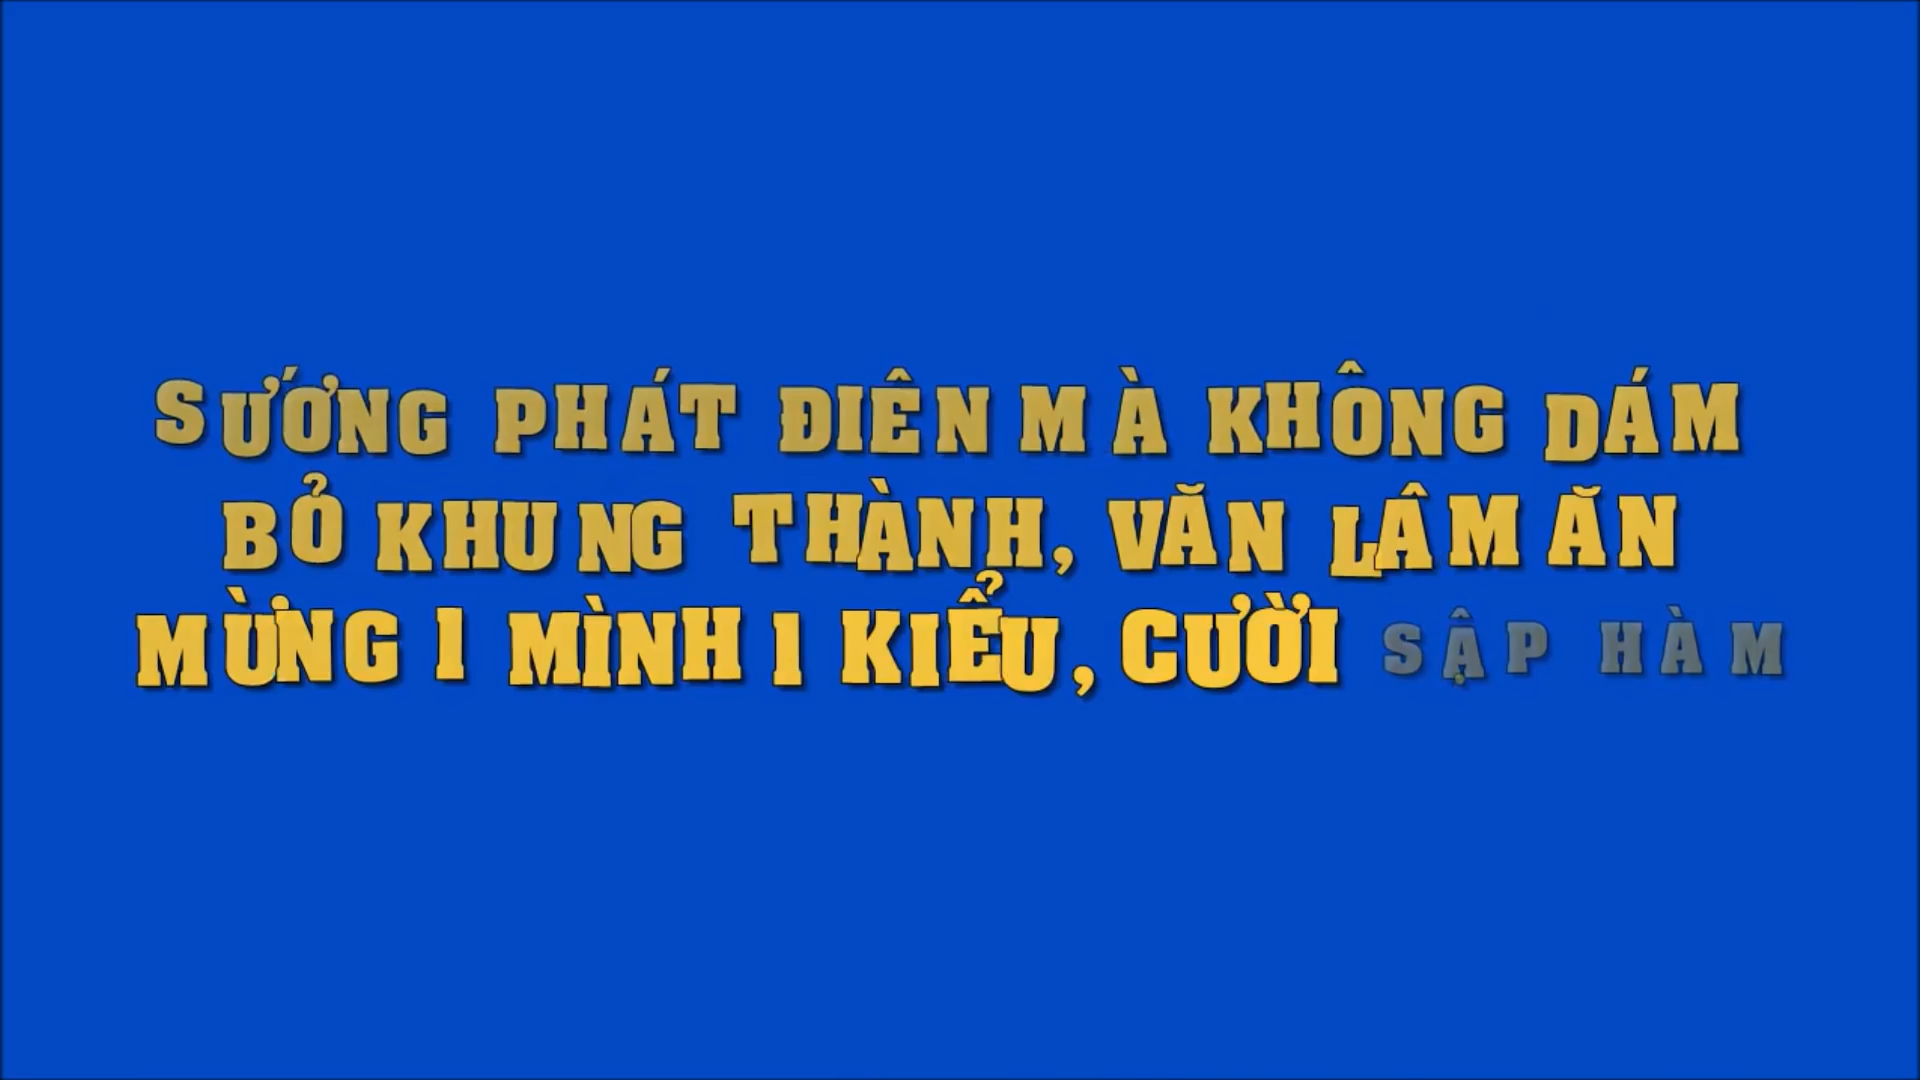 SƯỚNG PHÁT ĐIÊN MÀ KHÔNG DÁM
BỎ KHUNG THÀNH, VĂN LÂM ĂN
MỪNG 1 MÌNH 1 KIỂU, CƯỜI SẬP HÀM